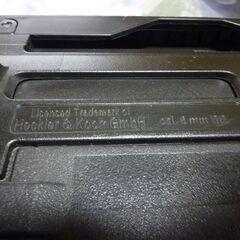 Licensed Trademark of
Heckler & Koch GmbH
cal. 6 mm BB